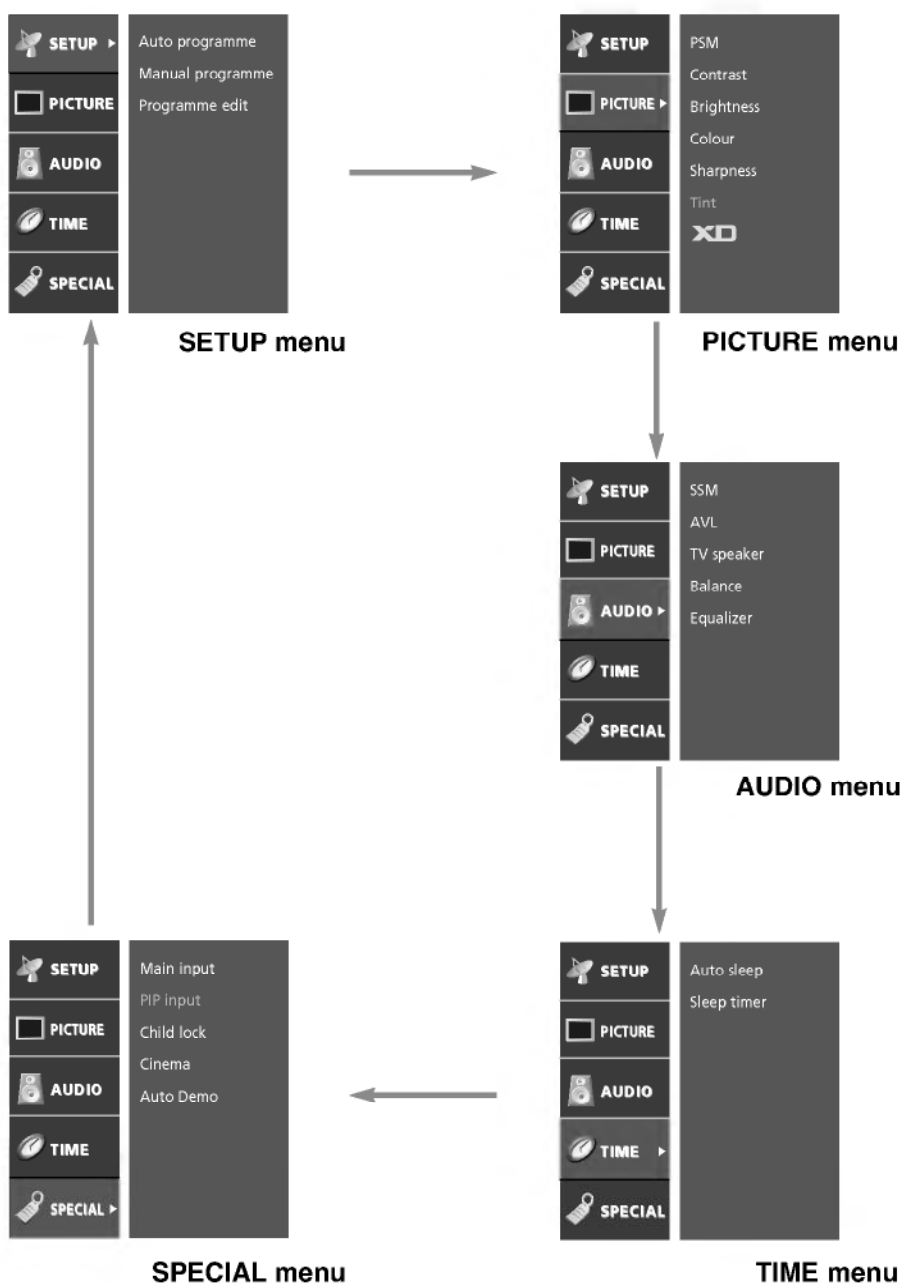 SETUP
PICTURE
AUDIO
TIME
SPECIAL
Auto programme
Manual programme
Programme edit
SETUP menu
SETUP
PICTURE
AUDIO
TIME
SPECIAL
PSM
Contrast
Brightness
Colour
Sharpness
Tint
XD
PICTURE menu
SETUP
PICTURE
AUDIO
TIME
SPECIAL
SSM
AVL
TV speaker
Balance
Equalizer
AUDIO menu
SETUP
PICTURE
AUDIO
TIME
SPECIAL
Main input
PIP input
Child lock
Cinema
Auto Demo
SPECIAL menu
SETUP
PICTURE
AUDIO
TIME
SPECIAL
Auto sleep
Sleep timer
TIME menu